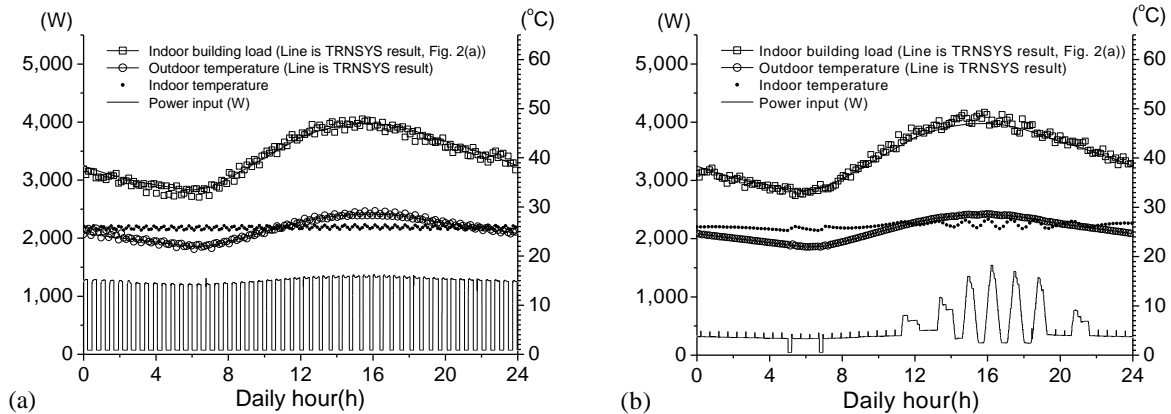 (W)
(°C)
Indoor building load (Line is TRNSYS result, Fig. 2(a))
Outdoor temperature (Line is TRNSYS result)
Indoor temperature
Power input (W)
5,000
4,000
3,000
2,000
1,000
0
60
50
40
30
20
10
0
0 4 8 12 16 20 24
Daily hour(h)
(a)
(W)
(°C)
Indoor building load (Line is TRNSYS result, Fig. 2(a))
Outdoor temperature (Line is TRNSYS result)
Indoor temperature
Power input (W)
5,000
4,000
3,000
2,000
1,000
0
60
50
40
30
20
10
0
0 4 8 12 16 20 24
Daily hour(h)
(b)